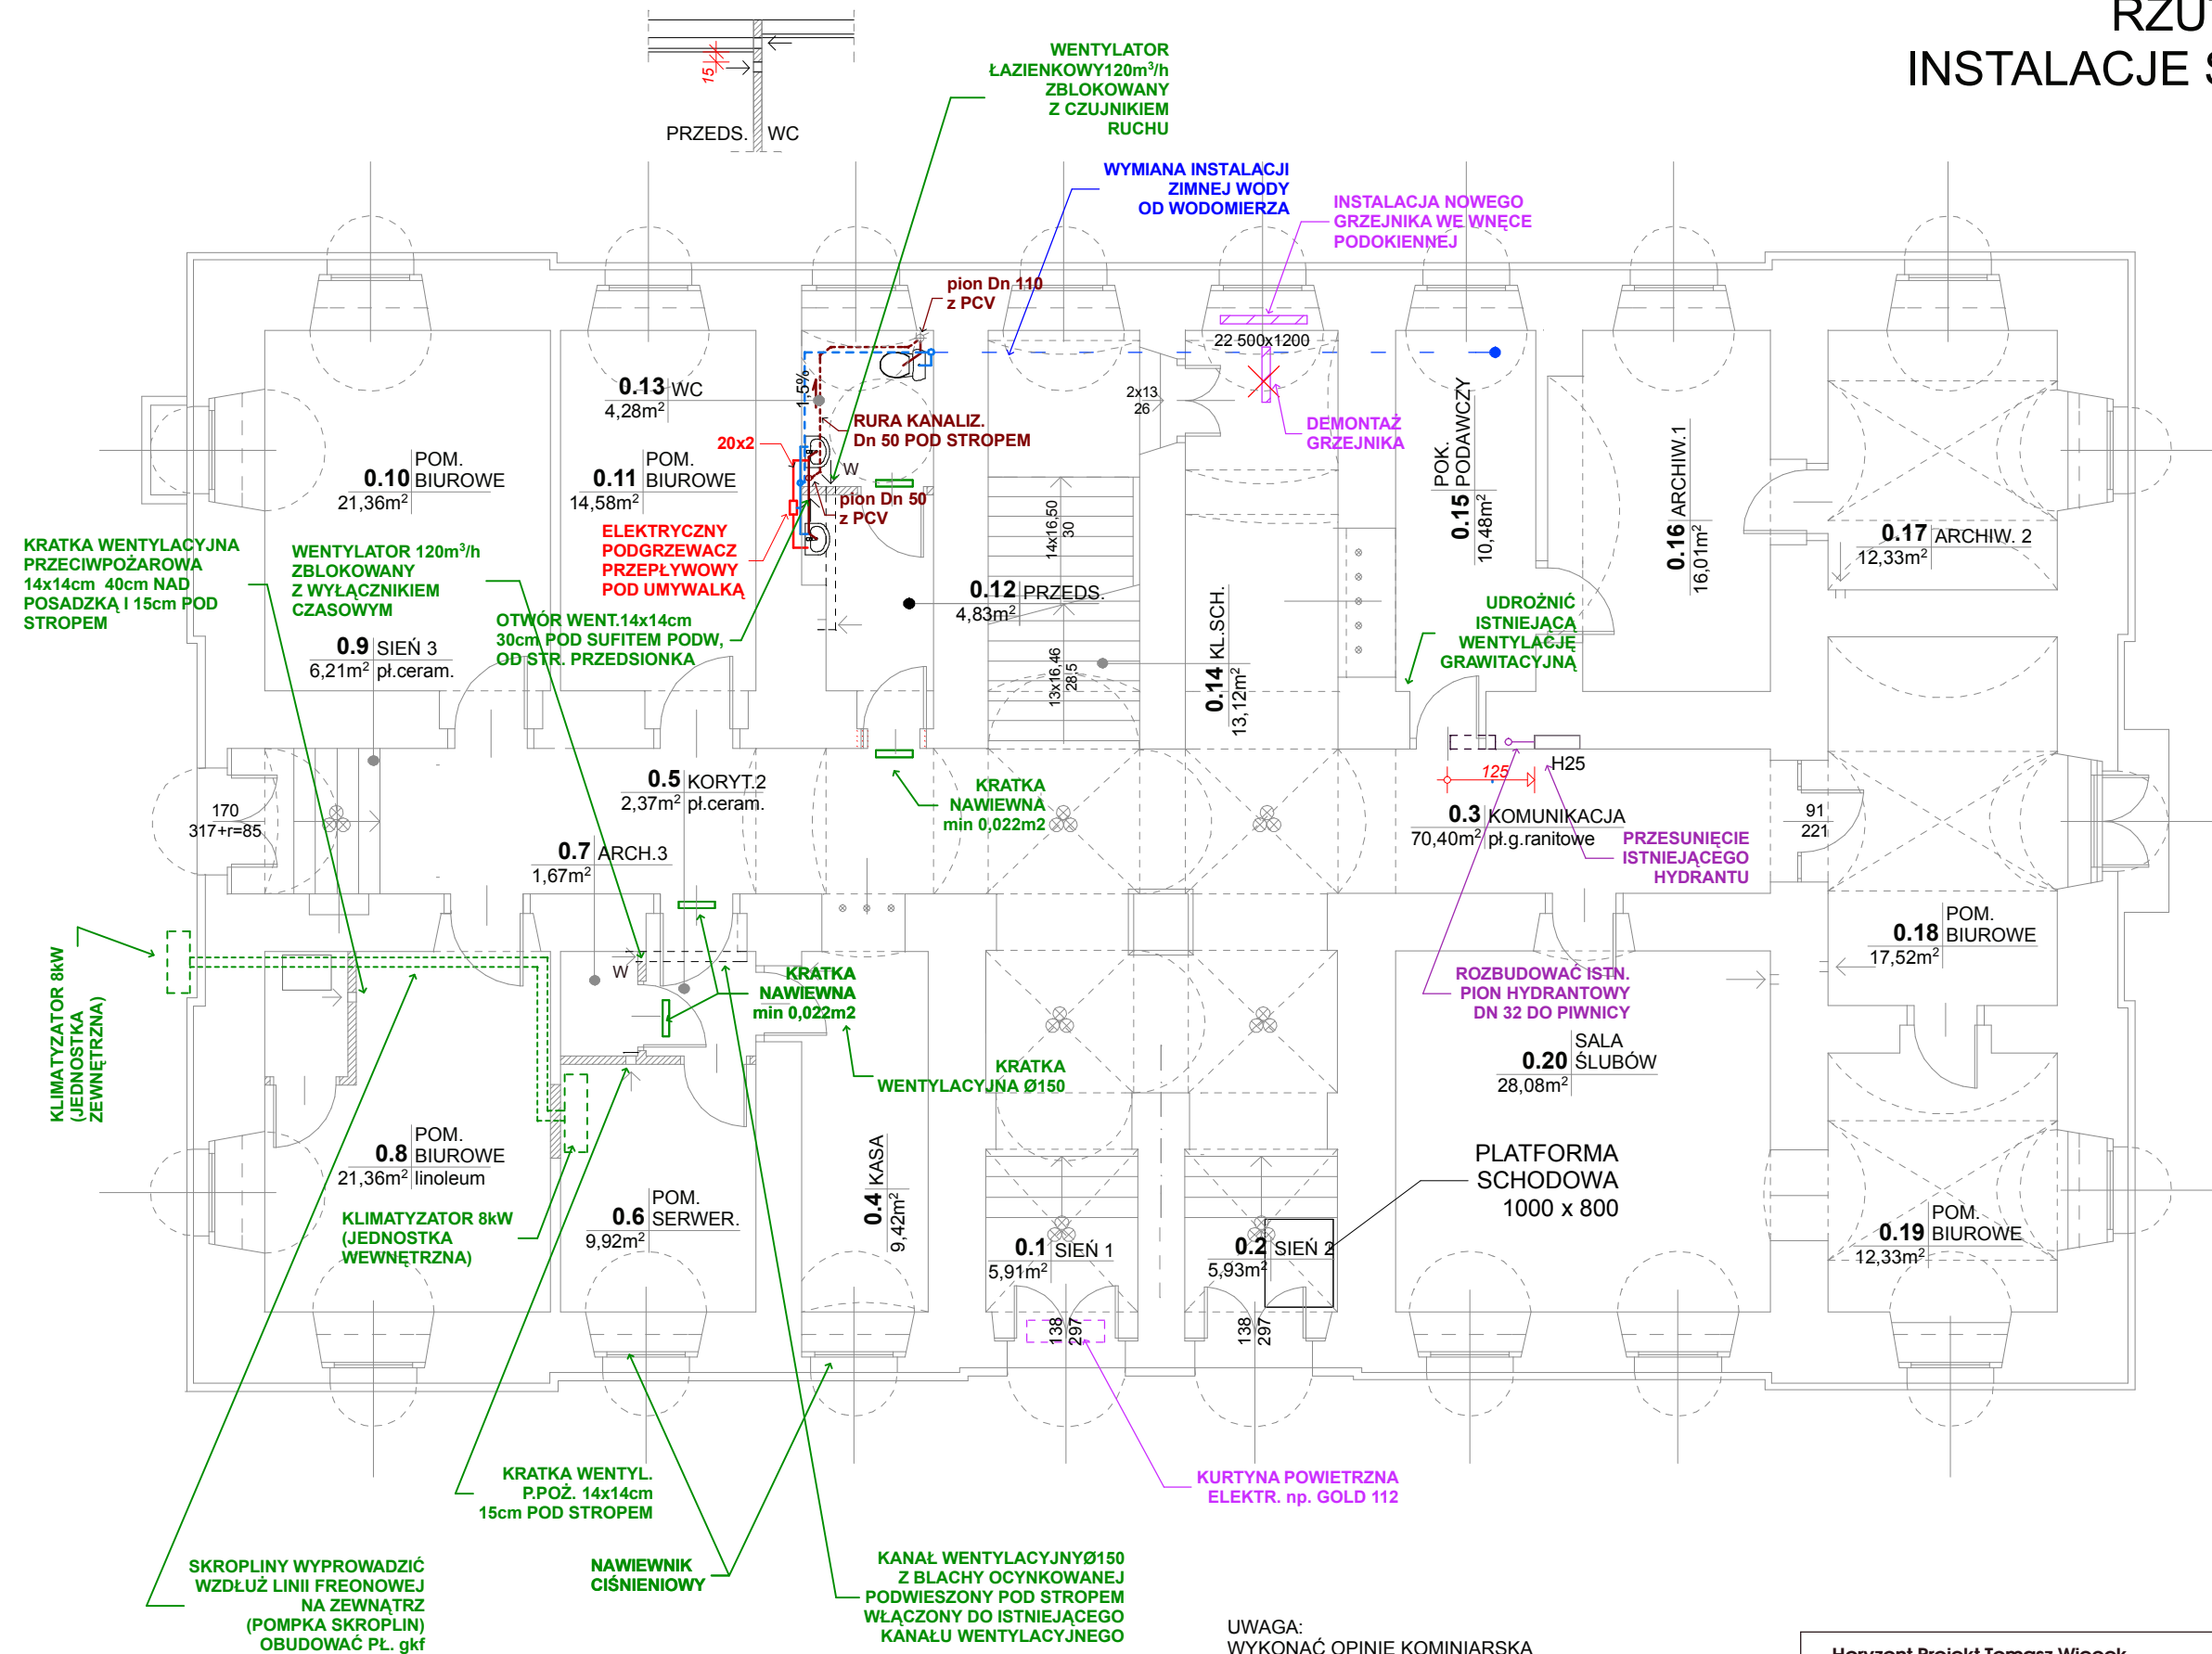 RZUT
INSTALACJE S
15
PRZEDS. WC
WENTYLATOR
ŁAZIENKOWY120m³/h
ZBLOKOWANY
Z CZUJNIKIEM
RUCHU
WYMIANA INSTALACJI
ZIMNEJ WODY
OD WODOMIERZA
INSTALACJA NOWEGO
GRZEJNIKA WE WNĘCE
PODOKIENNEJ
pion Dn 110
z PCV
22 500x1200
1,5%
0.13 WC
4,28m²
2x13
26
RURA KANALIZ.
Dn 50 POD STROPEM
DEMONTAŻ
GRZEJNIKA
20x2
W
pion Dn 50
z PCV
0.10 POM.
BIUROWE
21,36m²
0.11 POM.
BIUROWE
14,58m²
0.15 POK.
PODAWCZY
10,48m²
0.16 ARCHIW.1
16,01m²
0.17 ARCHIW. 2
12,33m²
KRATKA WENTYLACYJNA
PRZECIWPOŻAROWA
14x14cm 40cm NAD
POSADZKĄ I 15cm POD
STROPEM
WENTYLATOR 120m³/h
ZBLOKOWANY
Z WYŁĄCZNIKIEM
CZASOWYM
ELEKTRYCZNY
PODGRZEWACZ
PRZEPŁYWOWY
POD UMYWALKĄ
14x16,50
30
0.12 PRZEDS.
4,83m²
OTWÓR WENT.14x14cm
30cm POD SUFITEM PODW,
OD STR. PRZEDSIONKA
UDROŻNIĆ
ISTNIEJĄCĄ
WENTYLACJĘ
GRAWITACYJNĄ
0.9 SIEŃ 3
6,21m² pł.ceram.
13x16,46
28,5
0.14 KL.SCH.
13,12m²
170
317+r=85
0.5 KORYT.2
2,37m² pł.ceram.
KRATKA
NAWIEWNA
min 0,022m2
125
H25
0.3 KOMUNIKACJA
70,40m² pł.g.ranitowe
91
221
PRZESUNIĘCIE
ISTNIEJĄCEGO
HYDRANTU
0.7 ARCH.3
1,67m²
KLIMATYZATOR 8kW
(JEDNOSTKA
ZEWNĘTRZNA)
W
KRATKA
NAWIEWNA
min 0,022m2
0.18 POM.
BIUROWE
17,52m²
ROZBUDOWAĆ ISTN.
PION HYDRANTOWY
DN 32 DO PIWNICY
KRATKA
WENTYLACYJNA Ø150
0.20 SALA
ŚLUBÓW
28,08m²
0.8 POM.
BIUROWE
21,36m² linoleum
KLIMATYZATOR 8kW
(JEDNOSTKA
WEWNĘTRZNA)
0.6 POM.
SERWER.
9,92m²
0.4 KASA
9,42m²
PLATFORMA
SCHODOWA
1000 x 800
0.1 SIEŃ 1
5,91m²
0.2 SIEŃ 2
5,93m²
0.19 POM.
BIUROWE
12,33m²
138
297
138
297
KRATKA WENTYL.
P.POŻ. 14x14cm
15cm POD STROPEM
KURTYNA POWIETRZNA
ELEKTR. np. GOLD 112
SKROPLINY WYPROWADZIĆ
WZDŁUŻ LINII FREONOWEJ
NA ZEWNĄTRZ
(POMPKA SKROPLIN)
OBUDOWAĆ PŁ. gkf
NAWIEWNIK
CIŚNIENIOWY
KANAŁ WENTYLACYJNYØ150
Z BLACHY OCYNKOWANEJ
PODWIESZONY POD STROPEM
WŁĄCZONY DO ISTNIEJĄCEGO
KANAŁU WENTYLACYJNEGO
UWAGA:
WYKONAĆ OPINIĘ KOMINIARSKĄ
Horyzont Projekt Tomasz Wiącek